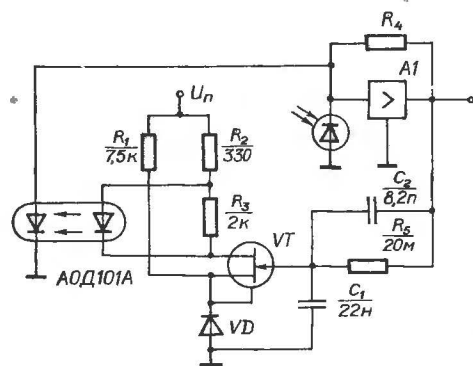 R₄
A1
Uₙ
>
R₁
7,5к
R₂
330
C₂
8,2п
R₃
2к
VT
R₅
20м
АОД101А
VD
C₁
22н